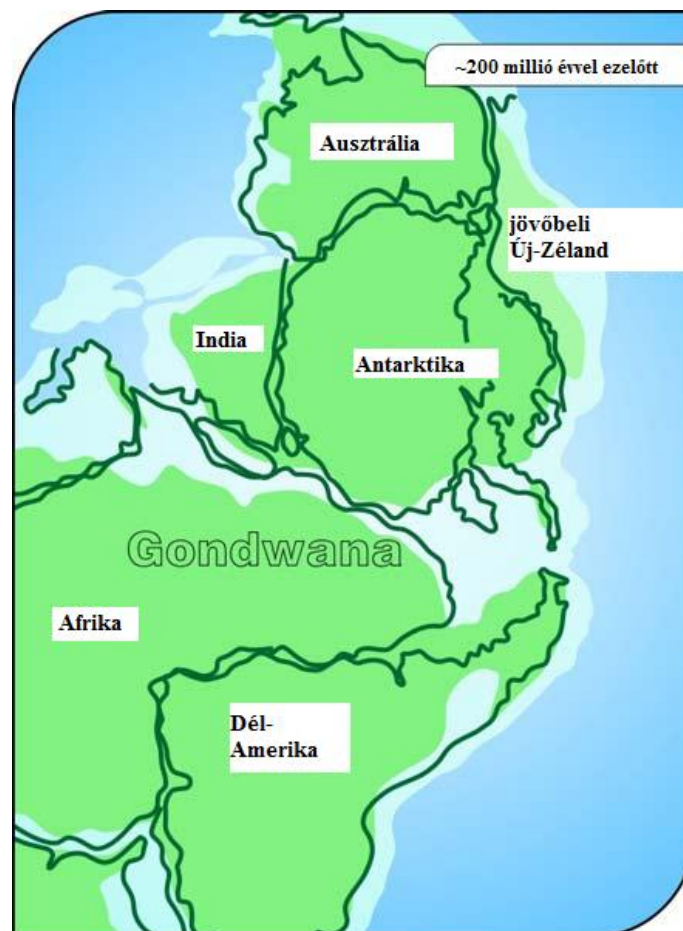 ~200 millió évvel ezelőtt
Ausztrália
jövőbeli
Új-Zéland
India
Antarktika
Gondwana
Afrika
Dél-
Amerika